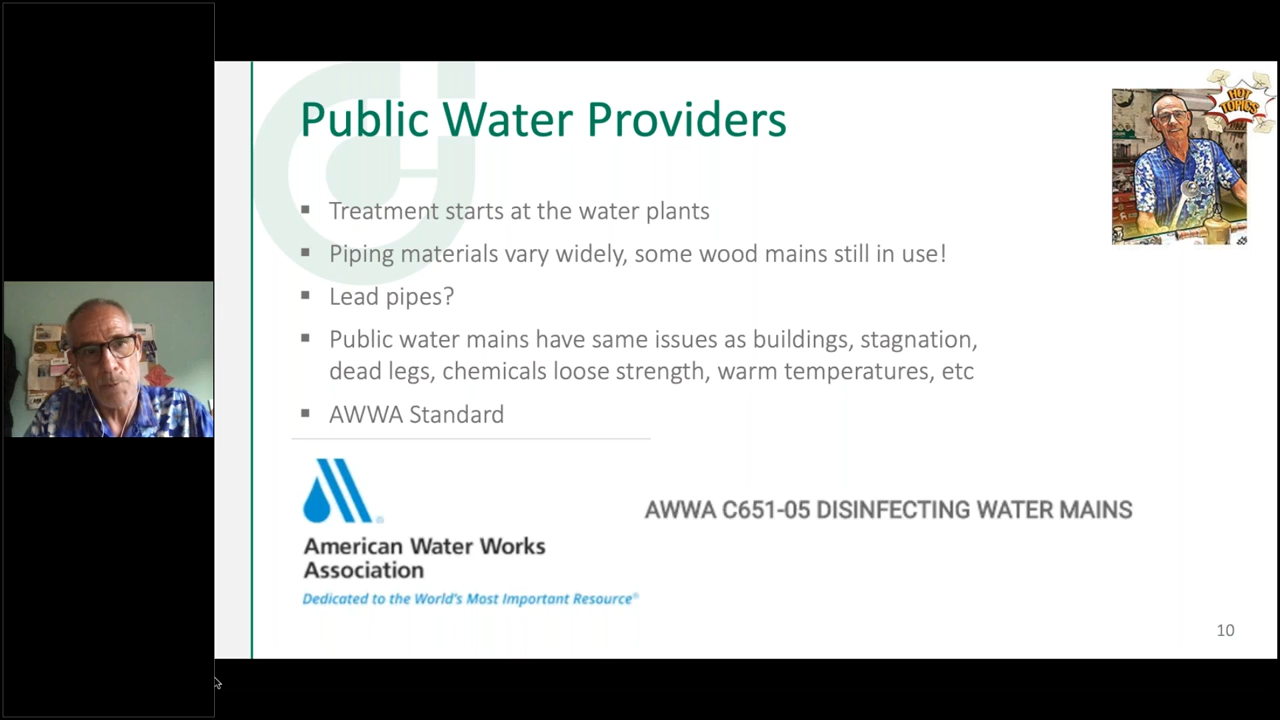 Public Water Providers
HOT
TOPICS
Treatment starts at the water plants
Piping materials vary widely, some wood mains still in use!
Lead pipes?
Public water mains have same issues as buildings, stagnation,
dead legs, chemicals loose strength, warm temperatures, etc
AWWA Standard
American Water Works
Association
Dedicated to the World's Most Important Resource®
AWWA C651-05 DISINFECTING WATER MAINS
10